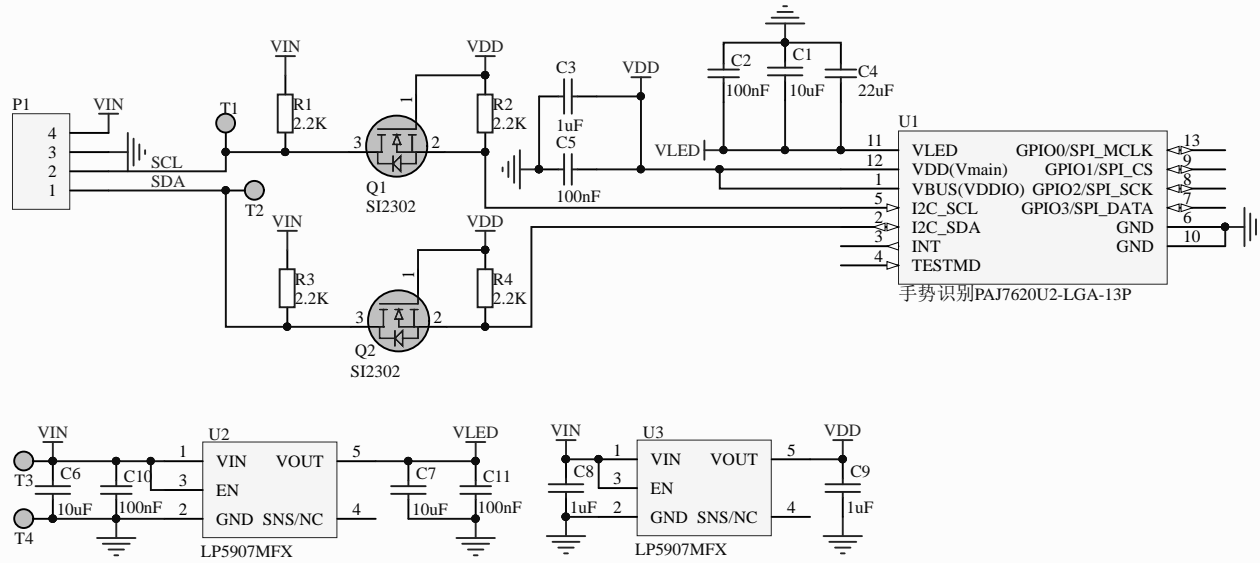 P1
VIN
4
3
2
1
SCL
SDA
T1
T2
VIN
R1
2.2K
3
1
2
Q1
SI2302
VDD
R2
2.2K
VIN
R3
2.2K
3
1
2
Q2
SI2302
VDD
R4
2.2K
C3
1uF
C5
100nF
VDD
C2
100nF
C1
10uF
C4
22uF
VLED
U1
11 VLED
12 VDD(Vmain)
1 VBUS(VDDIO)
5 I2C_SCL
2 I2C_SDA
3 INT
4 TESTMD
GPIO0/SPI_MCLK 13
GPIO1/SPI_CS 9
GPIO2/SPI_SCK 8
GPIO3/SPI_DATA 7
GND 6
GND 10
手势识别PAJ7620U2-LGA-13P
VIN
T3
T4
C6
10uF
C10
100nF
U2
1 VIN VOUT 5
3 EN
2 GND SNS/NC 4
LP5907MFX
VLED
C7
10uF
C11
100nF
VIN
C8
1uF
U3
1 VIN VOUT 5
3 EN
2 GND SNS/NC 4
LP5907MFX
VDD
C9
1uF